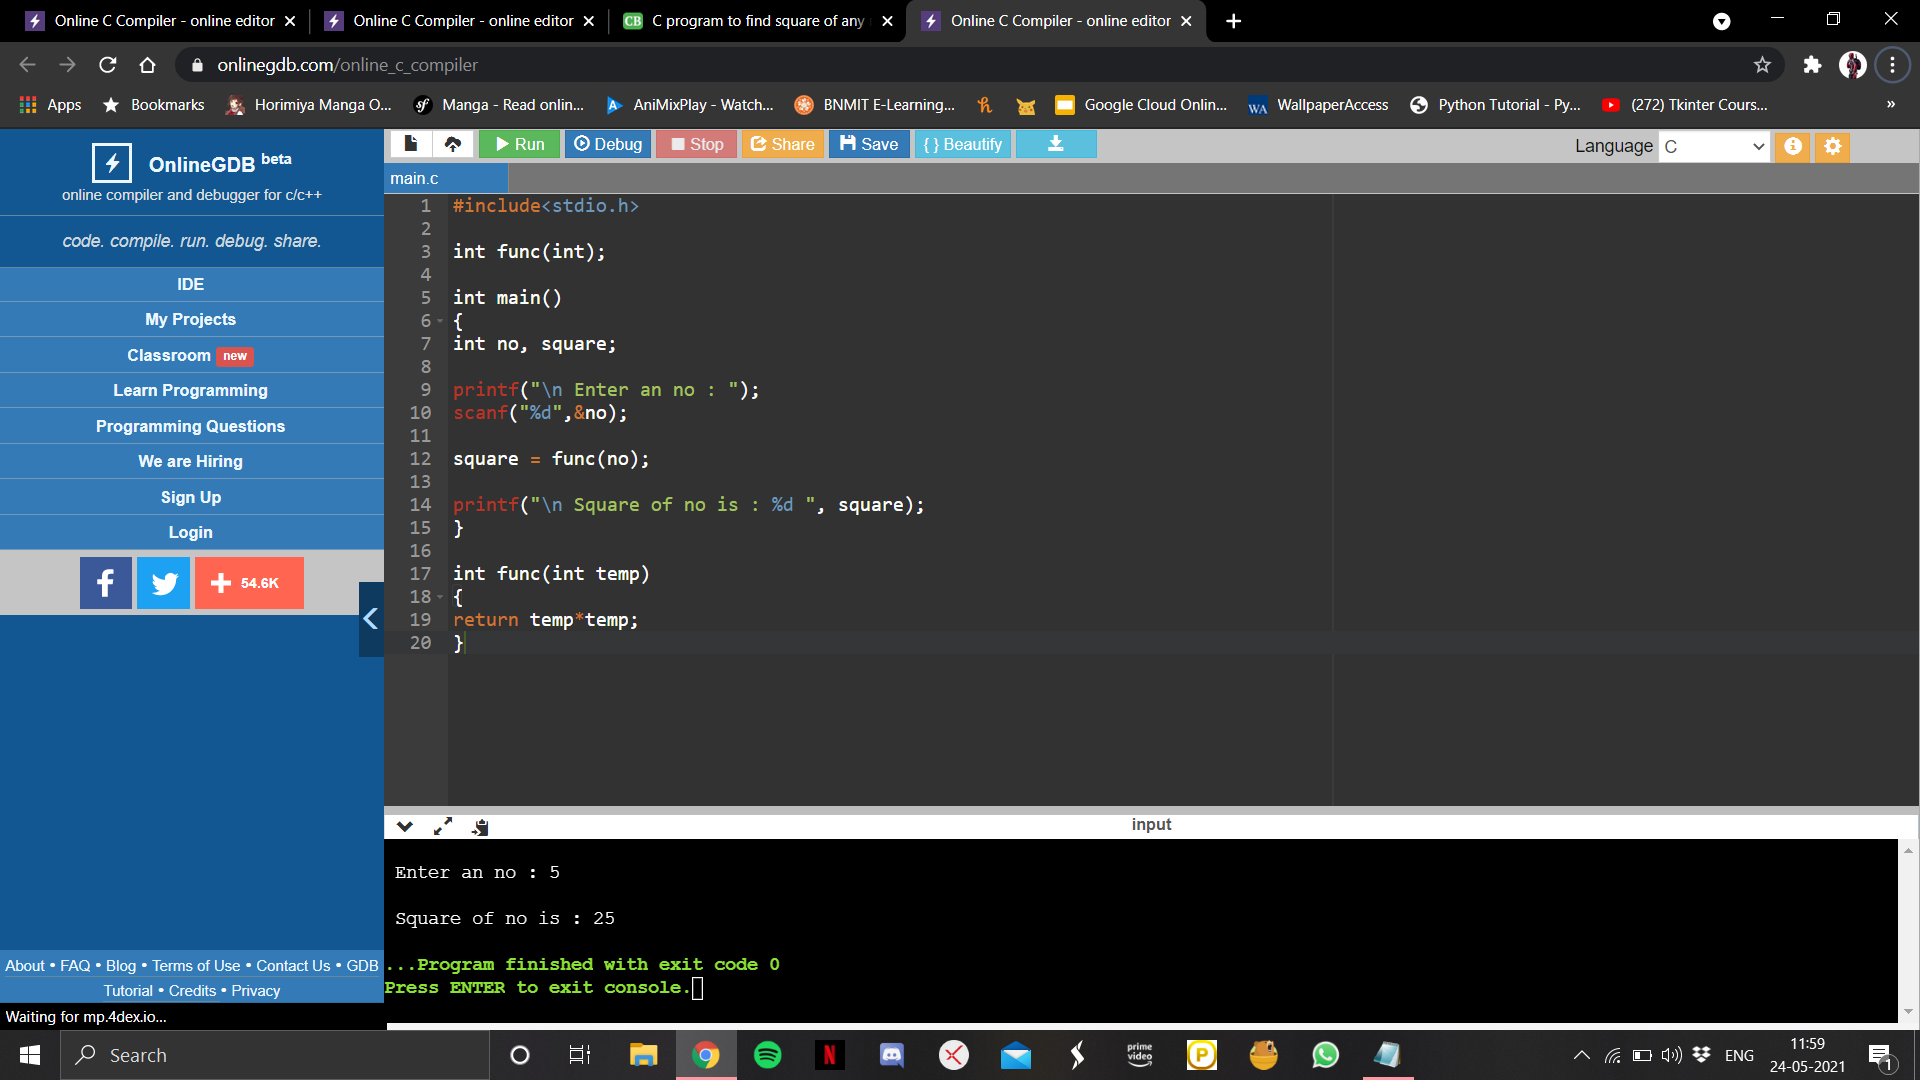 Online C Compiler - online editor
Online C Compiler - online editor
CB C program to find square of any
Online C Compiler - online editor
onlinegdb.com/online_c_compiler
Apps Bookmarks Horimiya Manga O... Manga - Read onlin... AniMixPlay - Watch... BNMIT E-Learning... Google Cloud Onlin... WA WallpaperAccess Python Tutorial - Py... (272) Tkinter Cours... »
OnlineGDB beta
online compiler and debugger for c/c++
code. compile. run. debug. share.
IDE
My Projects
Classroom new
Learn Programming
Programming Questions
We are Hiring
Sign Up
Login
54.6K
About • FAQ • Blog • Terms of Use • Contact Us • GDB
Tutorial • Credits • Privacy
Waiting for mp.4dex.io...
Run Debug Stop Share Save { } Beautify
Language C
main.c
1 #include<stdio.h>
2
3 int func(int);
4
5 int main()
6 {
7 int no, square;
8
9 printf("\n Enter an no : ");
10 scanf("%d",&no);
11
12 square = func(no);
13
14 printf("\n Square of no is : %d ", square);
15 }
16
17 int func(int temp)
18 {
19 return temp*temp;
20 }
input
Enter an no : 5
Square of no is : 25
...Program finished with exit code 0
Press ENTER to exit console.
Search
prime video
ENG
11:59
24-05-2021
1